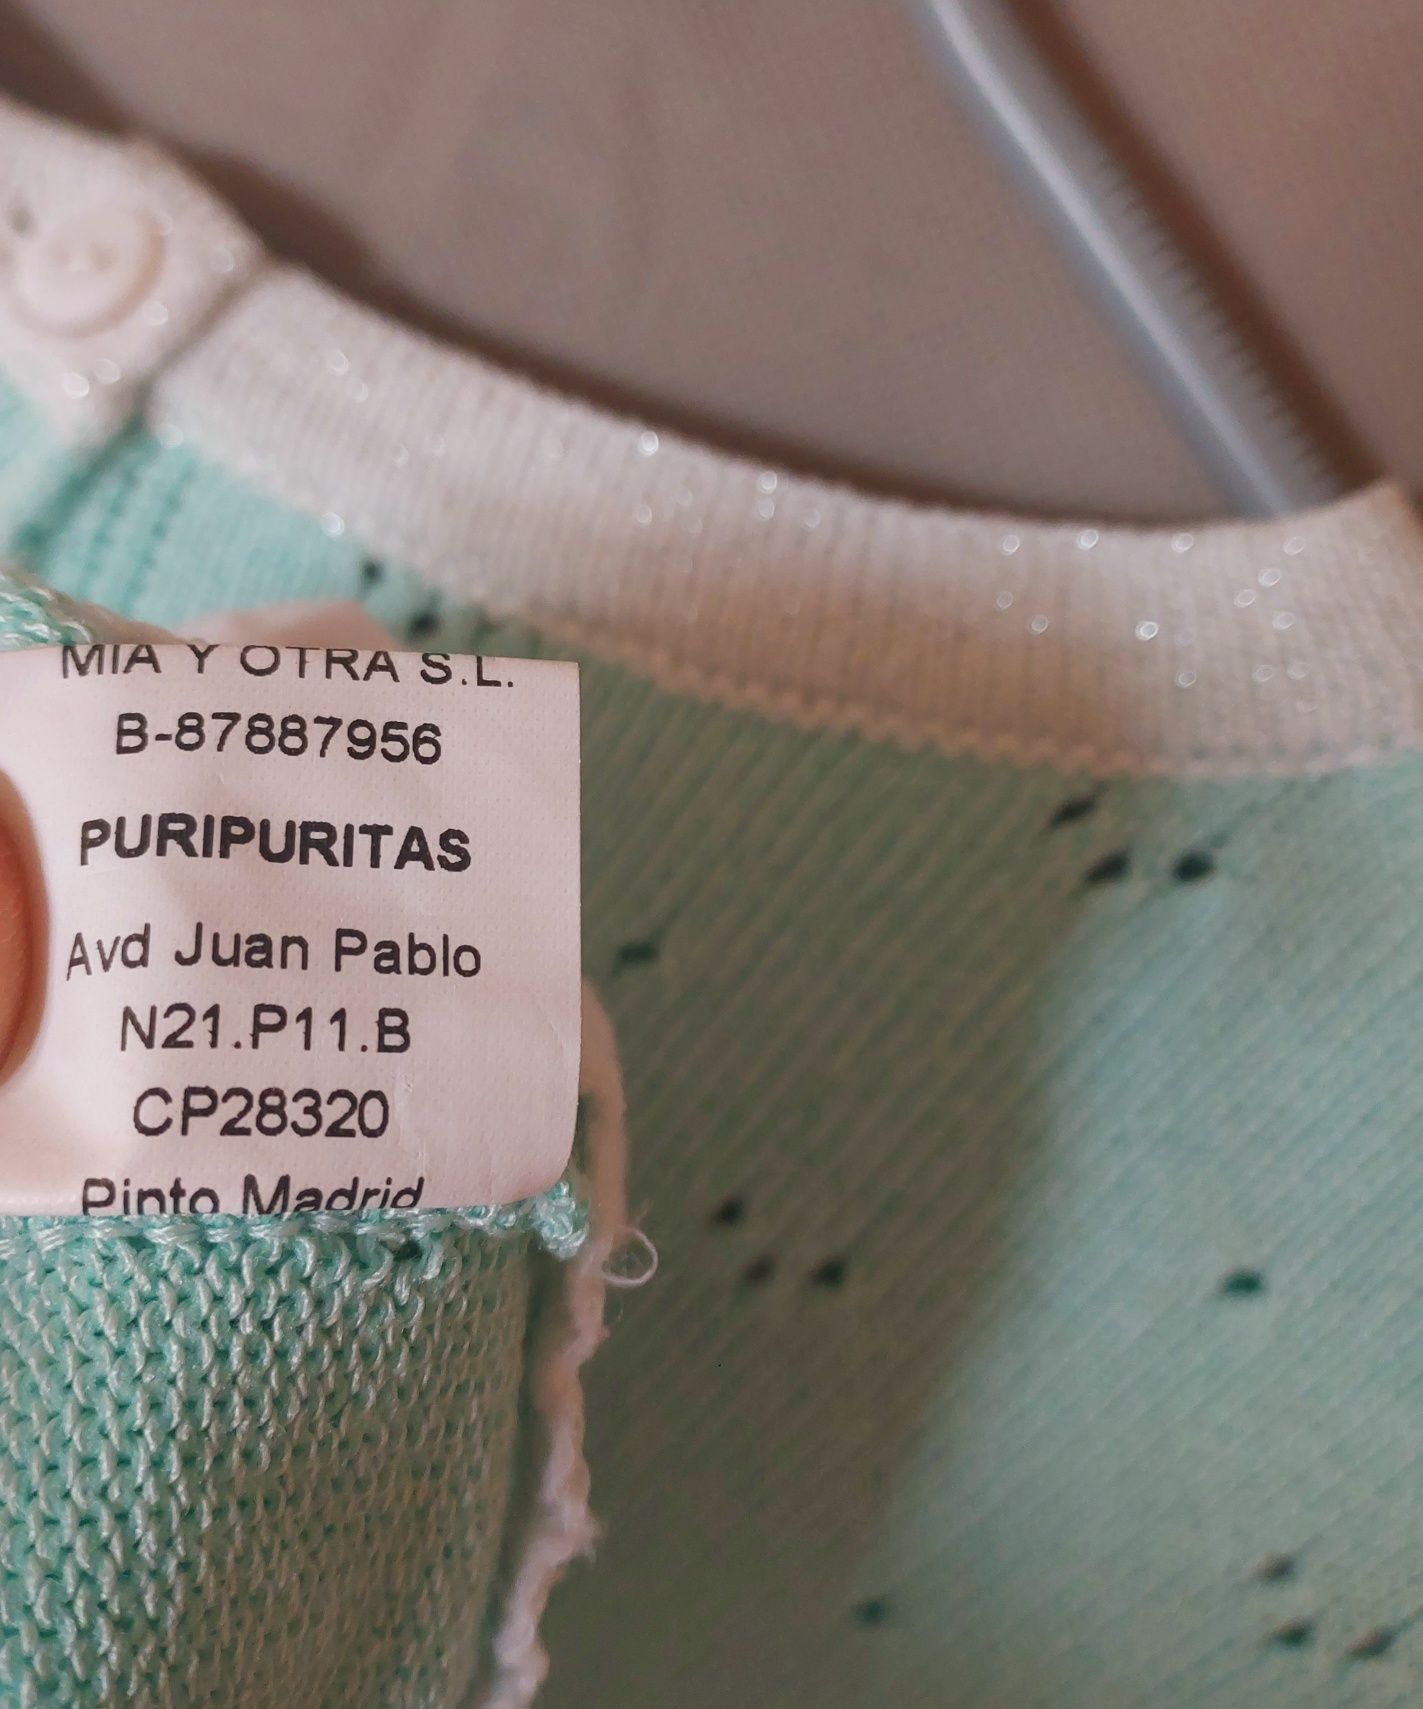 MIA Y OTRA S.L.
B-87887956
PURIPURITAS
Avd Juan Pablo
N21.P11.B
CP28320
Pinto Madrid